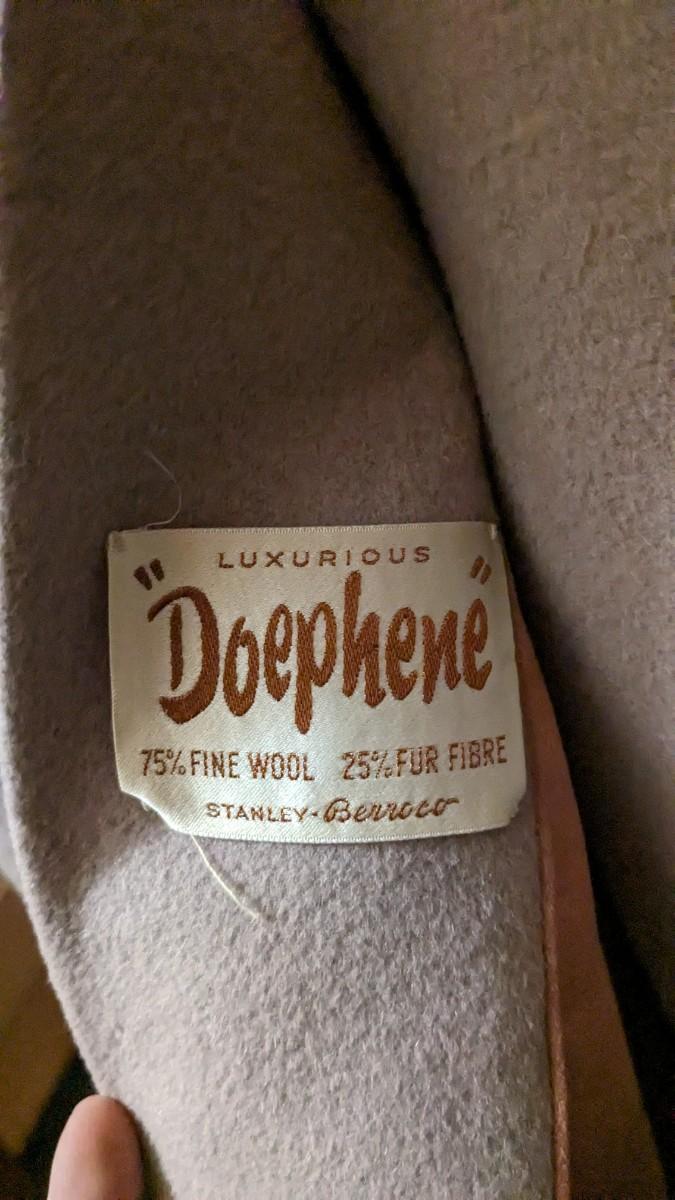 LUXURIOUS
"Doephene"
75% FINE WOOL 25% FUR FIBRE
STANLEY-Berroco